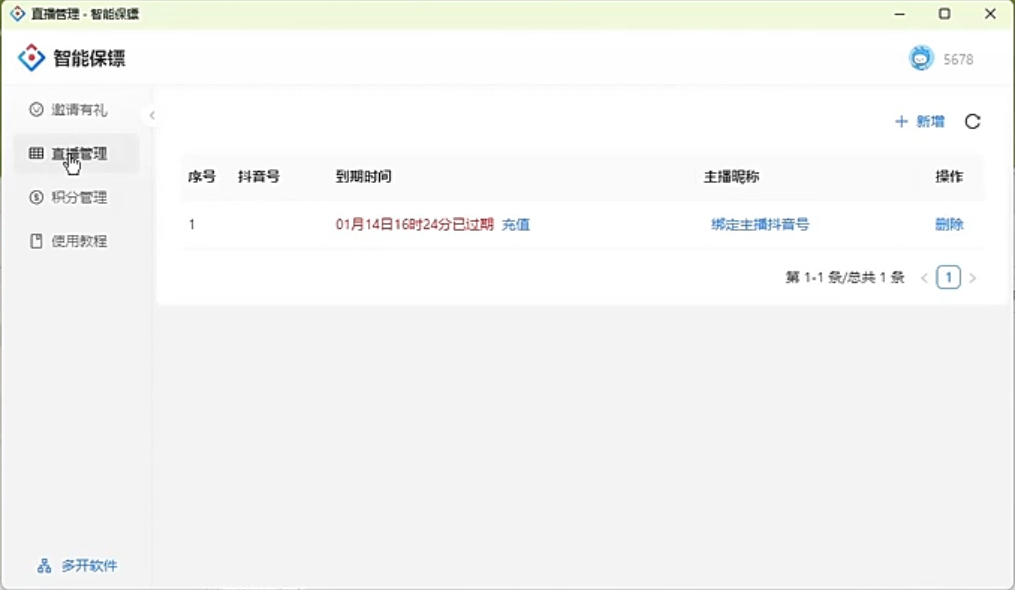 直播管理 - 智能保镖
智能保镖
5678
邀请有礼
直播管理
积分管理
使用教程
多开软件
+ 新增
序号 抖音号 到期时间 主播昵称 操作
1 01月14日16时24分已过期 充值 绑定主播抖音号 删除
第 1-1 条/总共 1 条 < 1 >